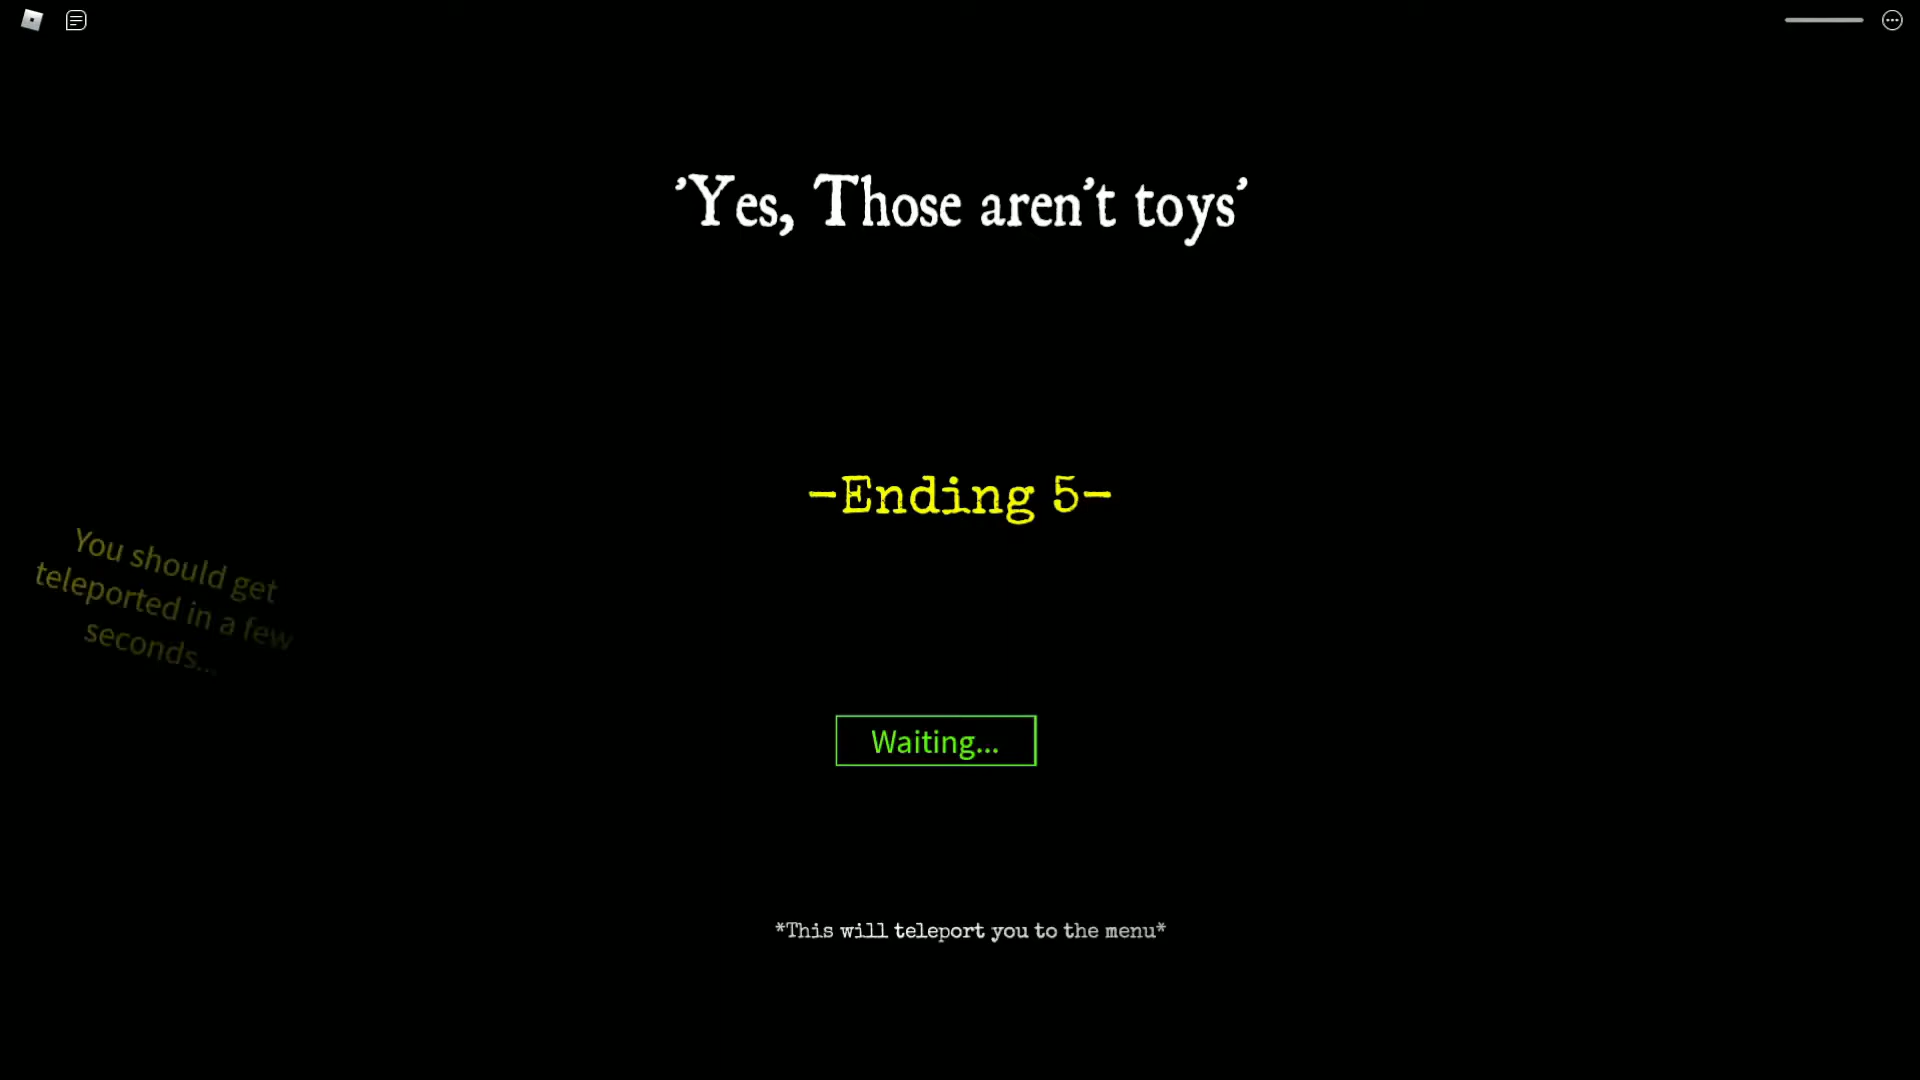 'Yes, Those aren't toys'
-Ending 5-
You should get
teleported in a few
seconds...
Waiting...
*This will teleport you to the menu*